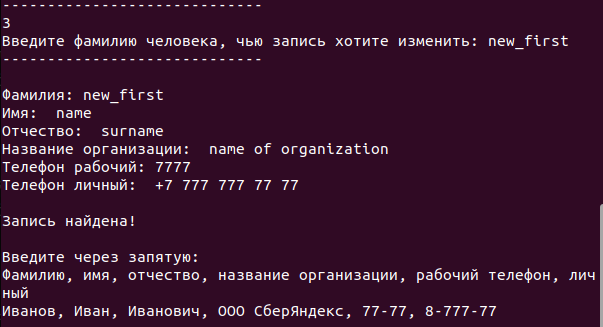 -----------------------------
3
Введите фамилию человека, чью запись хотите изменить: new_first
-----------------------------
Фамилия: new_first
Имя:  name
Отчество:  surname
Название организации:  name of organization
Телефон рабочий: 7777
Телефон личный:  +7 777 777 77 77
Запись найдена!
Введите через запятую:
Фамилию, имя, отчество, название организации, рабочий телефон, лич
ный
Иванов, Иван, Иванович, ООО СберЯндекс, 77-77, 8-777-77